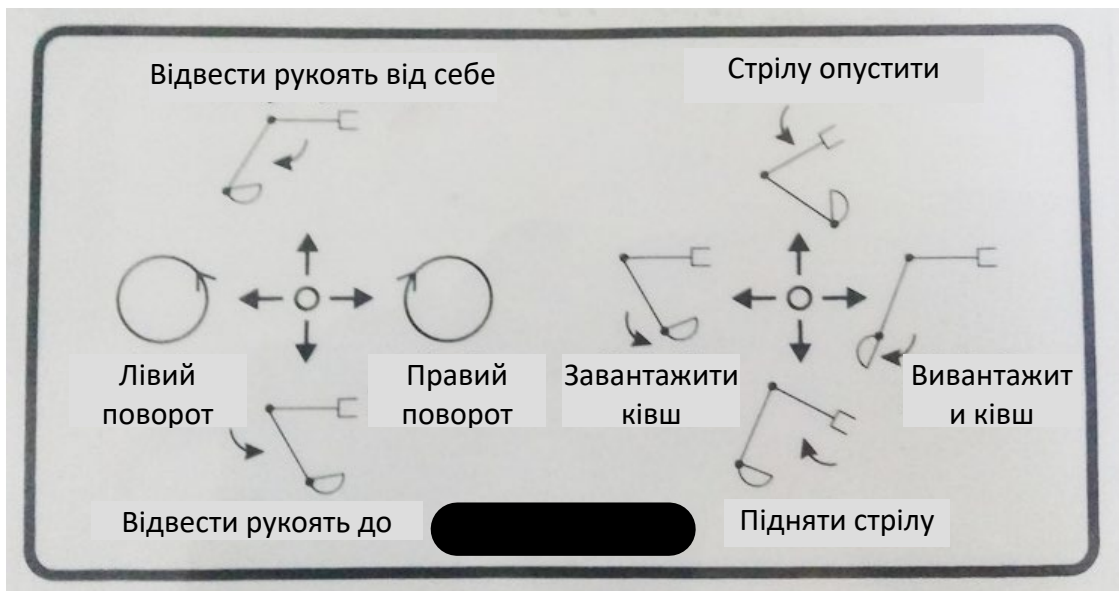 Відвести рукоять від себе
Стрілу опустити
Лівий
поворот
Правий
поворот
Завантажити
ківш
Вивантажит
и ківш
Відвести рукоять до
Підняти стрілу